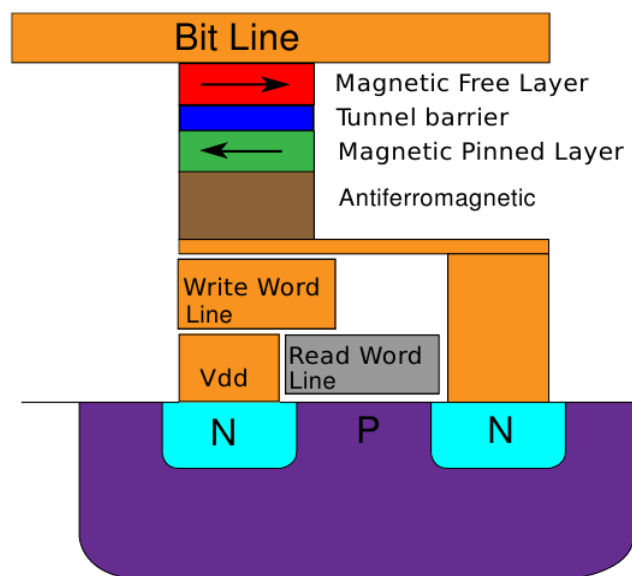 Bit Line
Magnetic Free Layer
Tunnel barrier
Magnetic Pinned Layer
Antiferromagnetic
Write Word
Line
Vdd
Read Word
Line
N
P
N